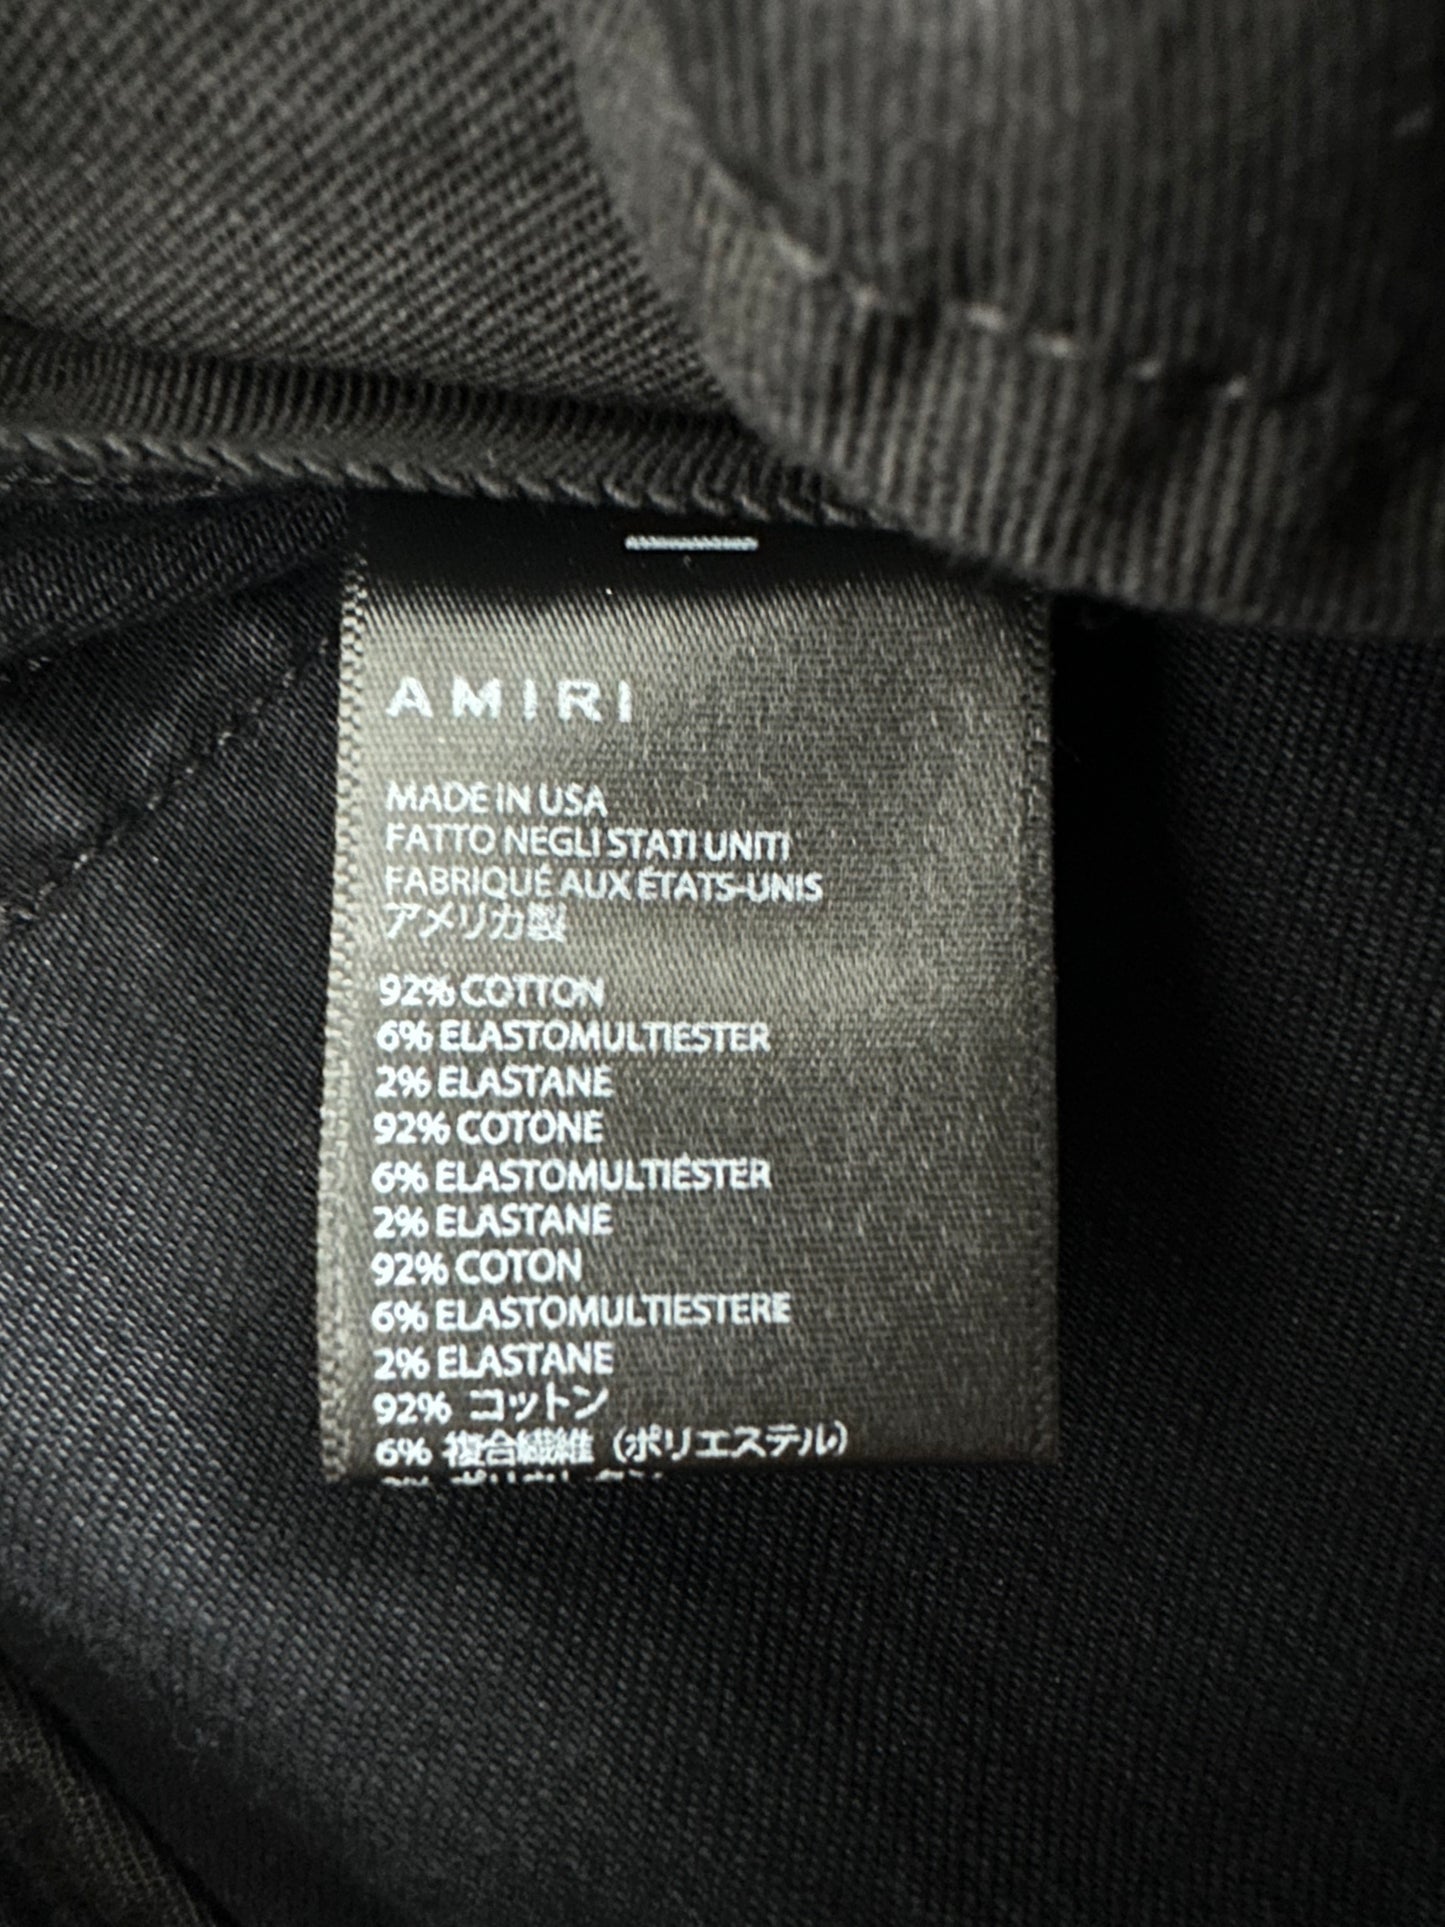 AMIRI
MADE IN USA
FATTO NEGLI STATI UNITI
FABRIQUÉ AUX ÉTATS-UNIS
アメリカ製
92% COTTON
6% ELASTOMULTIESTER
2% ELASTANE
92% COTONE
6% ELASTOMULTIÉSTER
2% ELASTANE
92% COTON
6% ELASTOMULTIESTERE
2% ELASTANE
92% コットン
6% 複合繊維（ポリエステル）